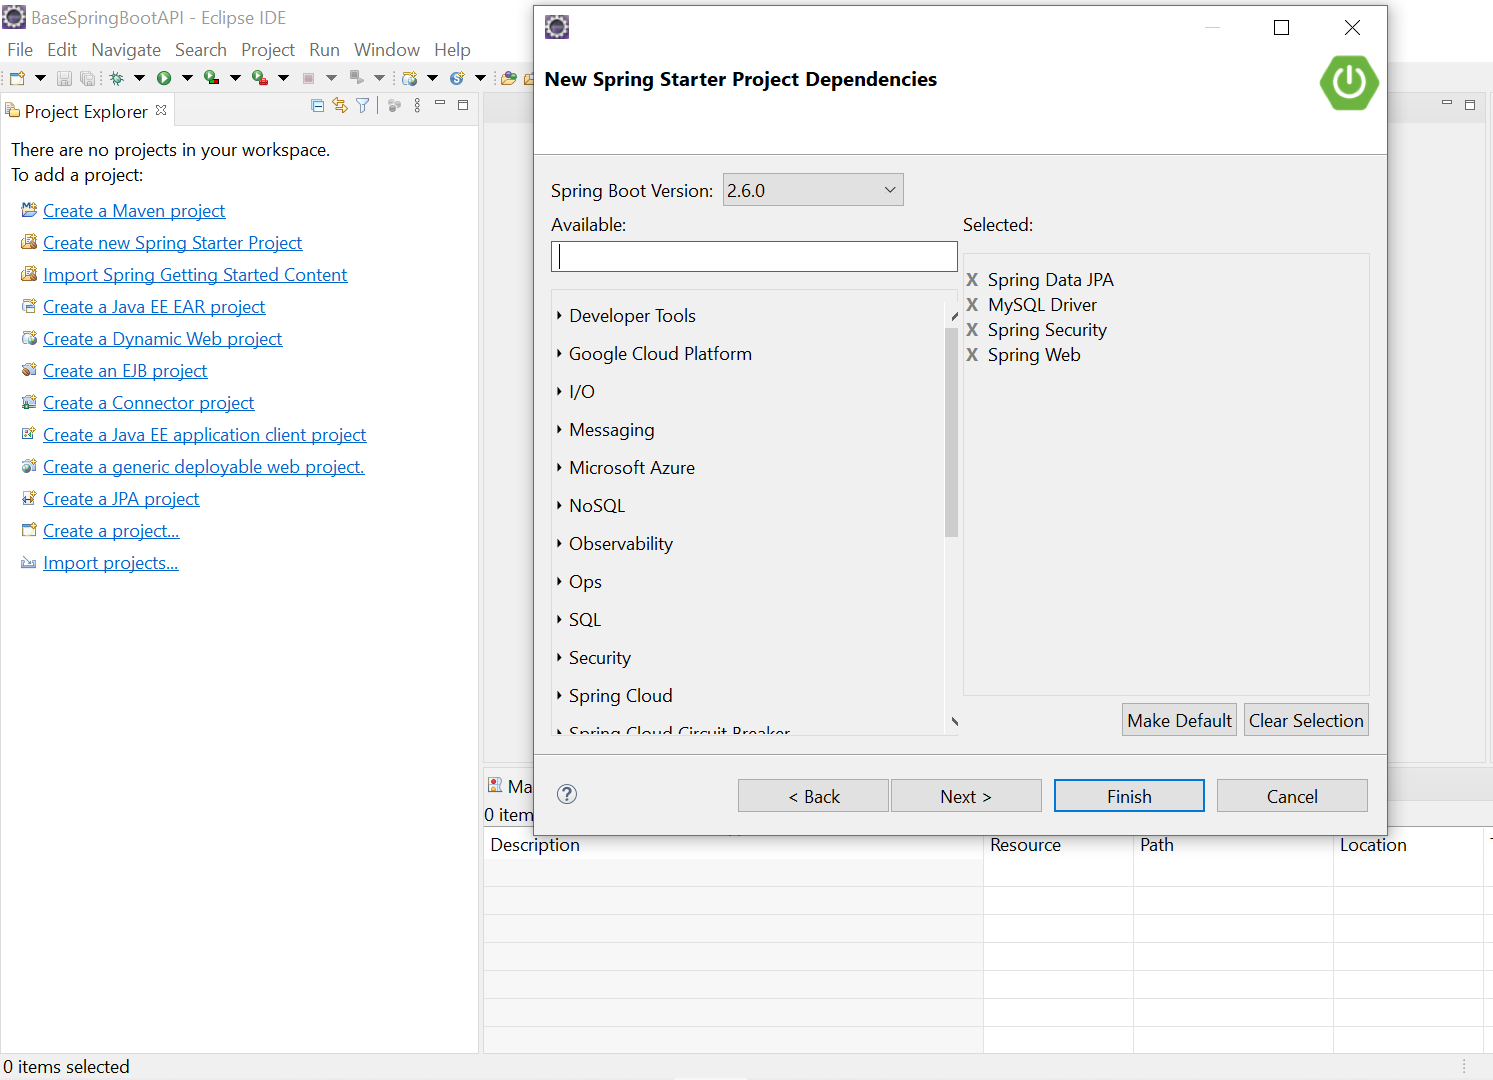 BaseSpringBootAPI - Eclipse IDE
File Edit Navigate Search Project Run Window Help
Project Explorer
There are no projects in your workspace.
To add a project:
Create a Maven project
Create new Spring Starter Project
Import Spring Getting Started Content
Create a Java EE EAR project
Create a Dynamic Web project
Create an EJB project
Create a Connector project
Create a Java EE application client project
Create a generic deployable web project.
Create a JPA project
Create a project...
Import projects...
New Spring Starter Project Dependencies
Spring Boot Version: 2.6.0
Available:
Developer Tools
Google Cloud Platform
I/O
Messaging
Microsoft Azure
NoSQL
Observability
Ops
SQL
Security
Spring Cloud
Spring Cloud Circuit Breaker
Selected:
X Spring Data JPA
X MySQL Driver
X Spring Security
X Spring Web
Make Default Clear Selection
? < Back Next > Finish Cancel
Ma
0 item
Description Resource Path Location
0 items selected